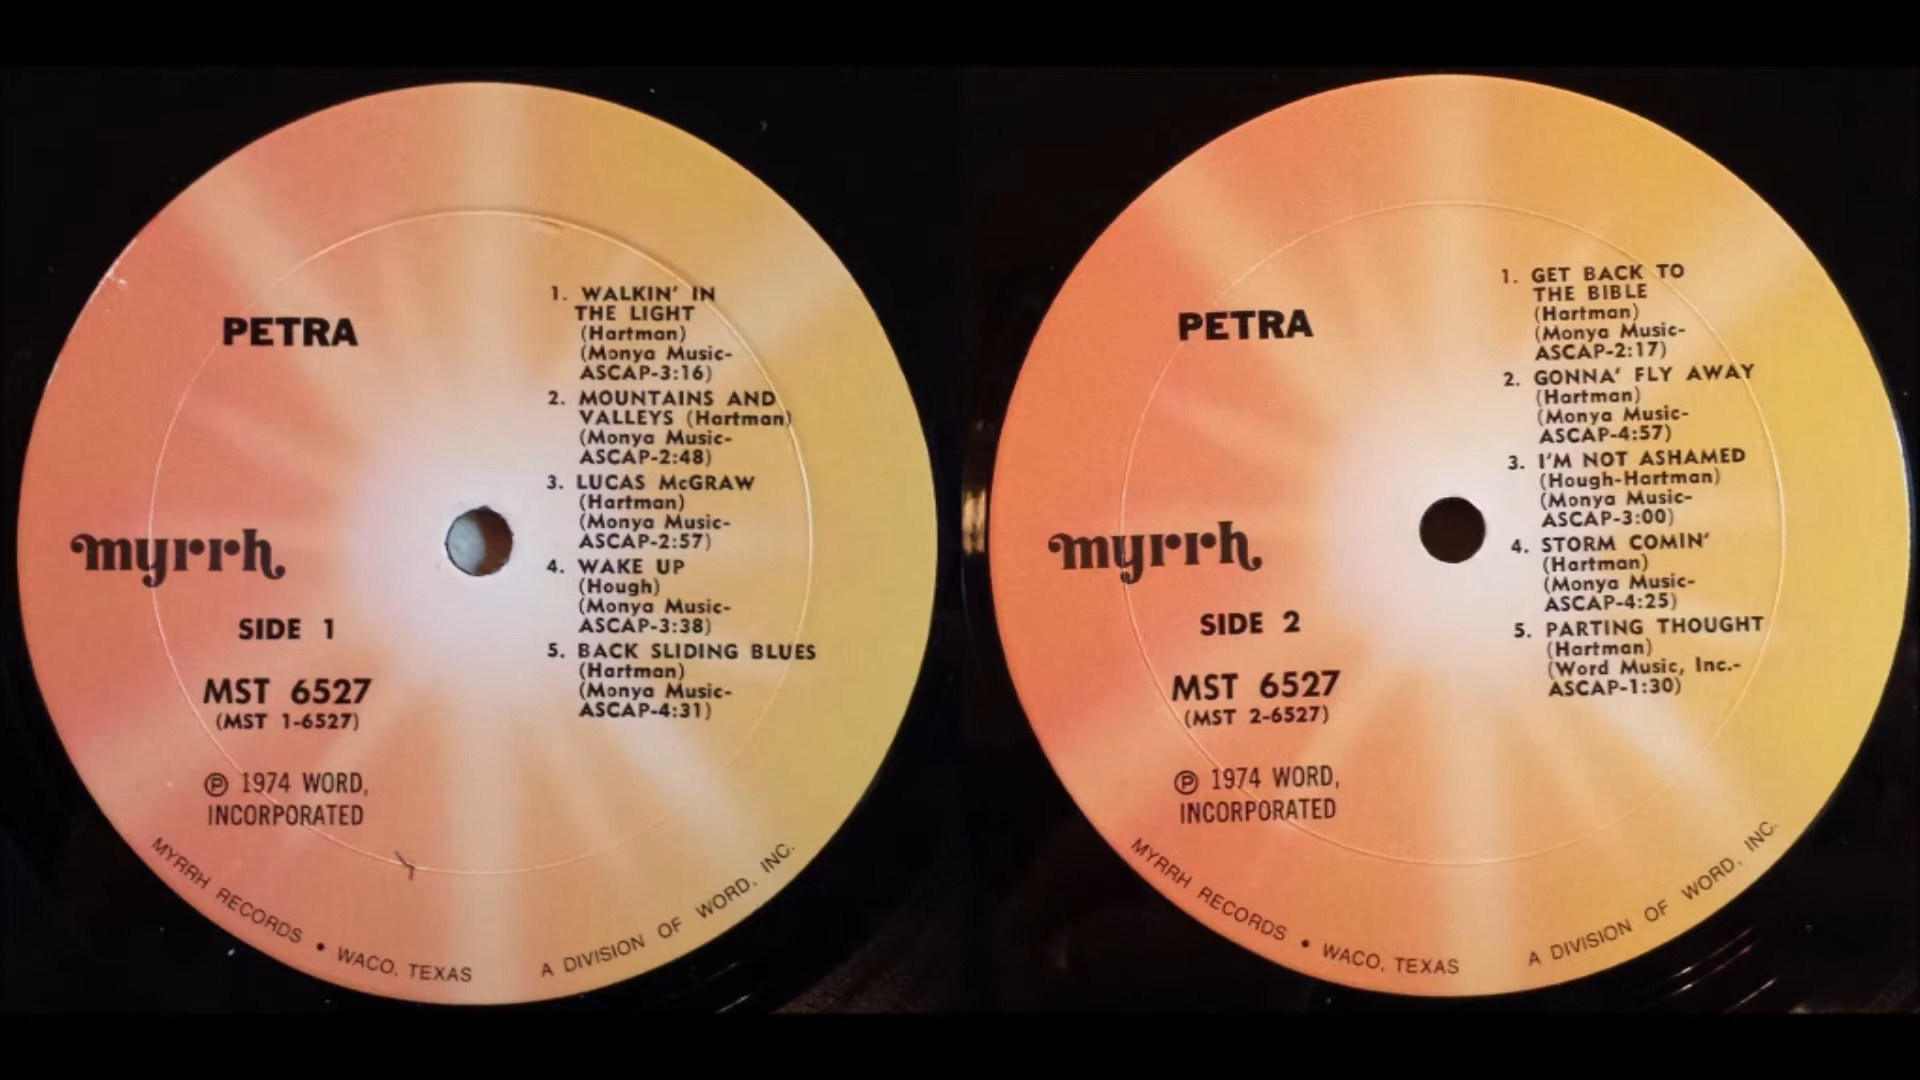 PETRA
myrrh
SIDE 1
MST 6527
(MST 1-6527)
Ⓟ 1974 WORD,
INCORPORATED
1. WALKIN' IN
THE LIGHT
(Hartman)
(Monya Music-
ASCAP-3:16)
2. MOUNTAINS AND
VALLEYS (Hartman)
(Monya Music-
ASCAP-2:48)
3. LUCAS McGRAW
(Hartman)
(Monya Music-
ASCAP-2:57)
4. WAKE UP
(Hough)
(Monya Music-
ASCAP-3:38)
5. BACK SLIDING BLUES
(Hartman)
(Monya Music-
ASCAP-4:31)
MYRRH RECORDS • WACO, TEXAS A DIVISION OF WORD, INC.
PETRA
myrrh
SIDE 2
MST 6527
(MST 2-6527)
Ⓟ 1974 WORD,
INCORPORATED
1. GET BACK TO
THE BIBLE
(Hartman)
(Monya Music-
ASCAP-2:17)
2. GONNA' FLY AWAY
(Hartman)
(Monya Music-
ASCAP-4:57)
3. I'M NOT ASHAMED
(Hough-Hartman)
(Monya Music-
ASCAP-3:00)
4. STORM COMIN'
(Hartman)
(Monya Music-
ASCAP-4:25)
5. PARTING THOUGHT
(Hartman)
(Word Music, Inc.-
ASCAP-1:30)
MYRRH RECORDS • WACO, TEXAS A DIVISION OF WORD, INC.